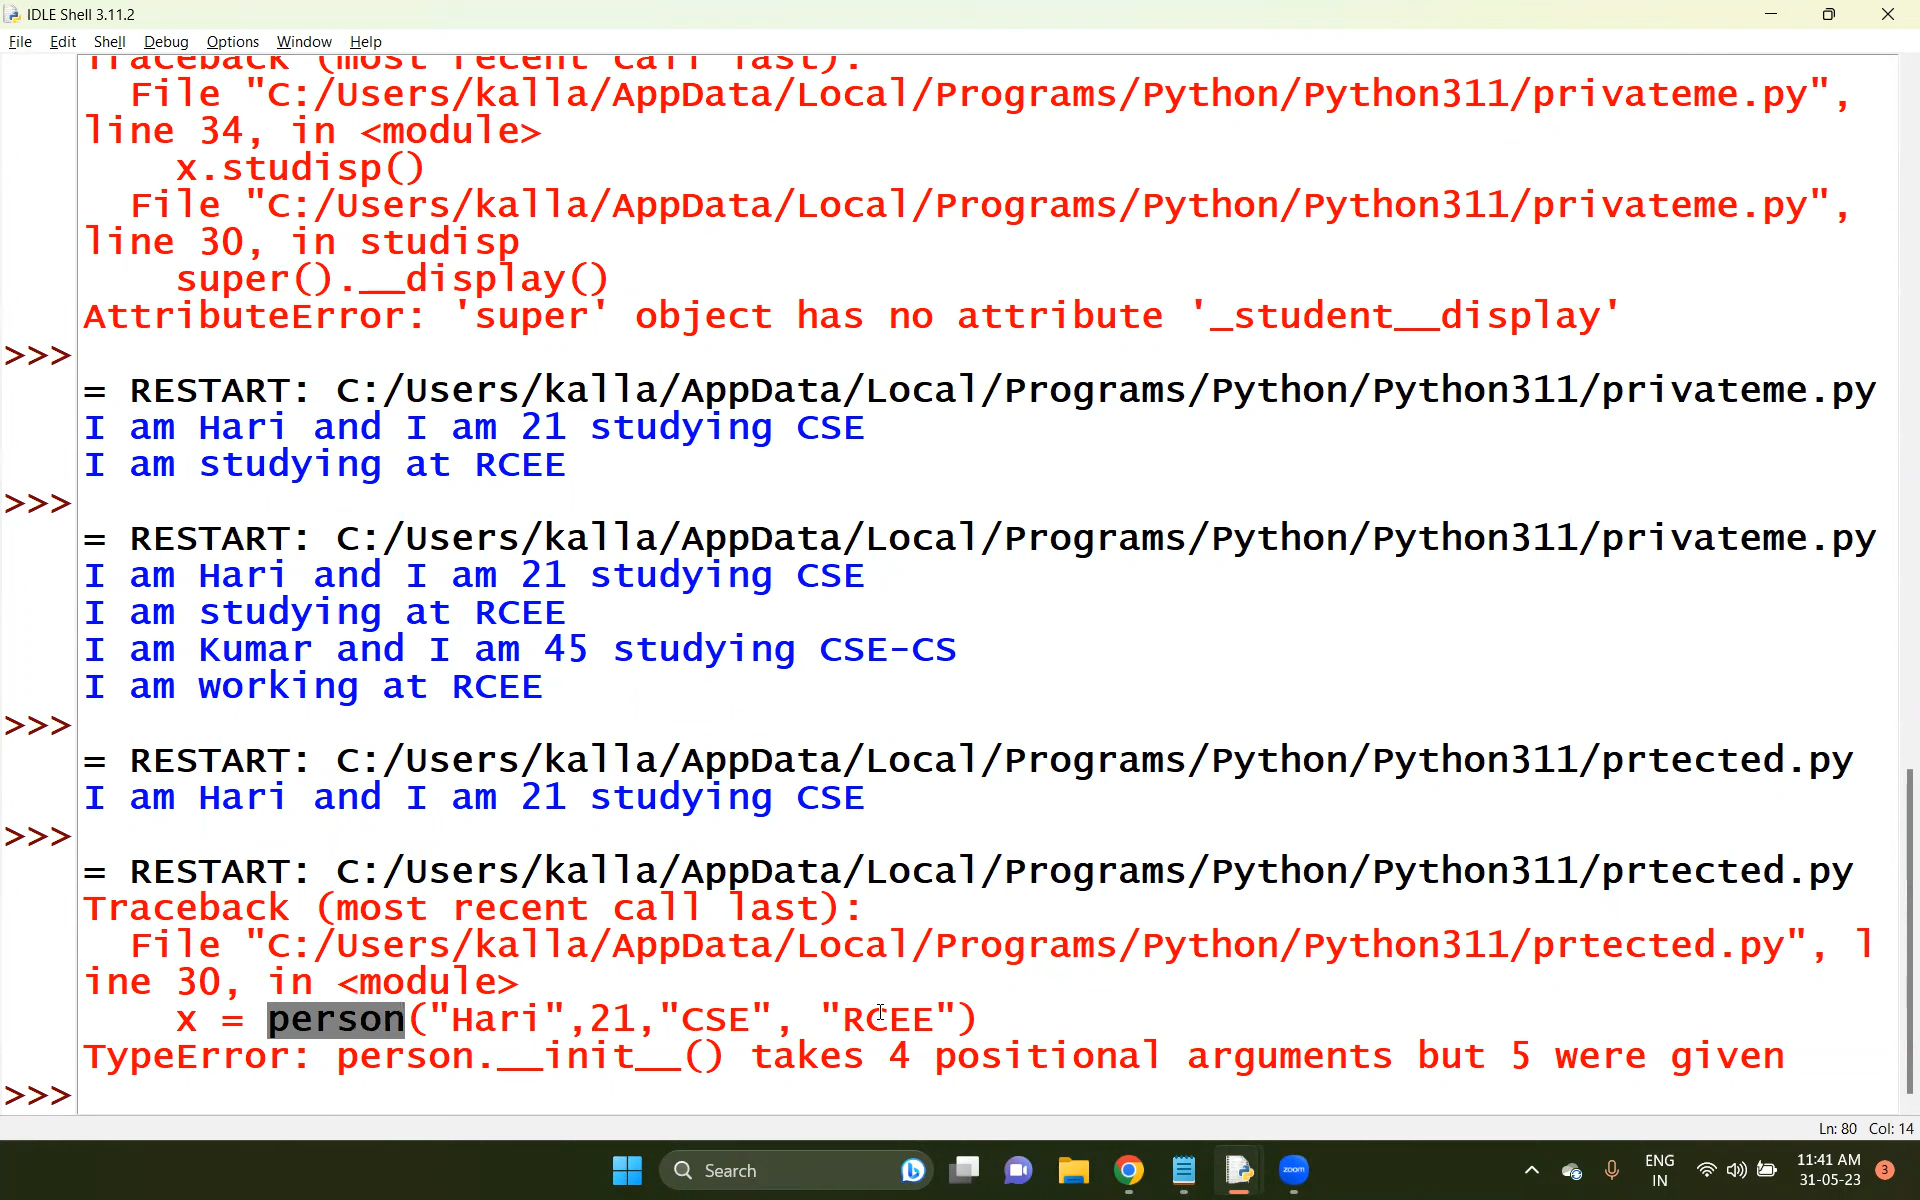 IDLE Shell 3.11.2
File Edit Shell Debug Options Window Help
Traceback (most recent call last):
File "C:/Users/kalla/AppData/Local/Programs/Python/Python311/privateme.py",
line 34, in <module>
x.studisp()
File "C:/Users/kalla/AppData/Local/Programs/Python/Python311/privateme.py",
line 30, in studisp
super().__display()
AttributeError: 'super' object has no attribute '_student__display'
>>>
= RESTART: C:/Users/kalla/AppData/Local/Programs/Python/Python311/privateme.py
I am Hari and I am 21 studying CSE
I am studying at RCEE
>>>
= RESTART: C:/Users/kalla/AppData/Local/Programs/Python/Python311/privateme.py
I am Hari and I am 21 studying CSE
I am studying at RCEE
I am Kumar and I am 45 studying CSE-CS
I am working at RCEE
>>>
= RESTART: C:/Users/kalla/AppData/Local/Programs/Python/Python311/prtected.py
I am Hari and I am 21 studying CSE
>>>
= RESTART: C:/Users/kalla/AppData/Local/Programs/Python/Python311/prtected.py
Traceback (most recent call last):
File "C:/Users/kalla/AppData/Local/Programs/Python/Python311/prtected.py", l
ine 30, in <module>
x = person("Hari",21,"CSE", "RCEE")
TypeError: person.__init__() takes 4 positional arguments but 5 were given
>>>
Ln: 80 Col: 14
Search
zoom
ENG
IN
11:41 AM
31-05-23
3